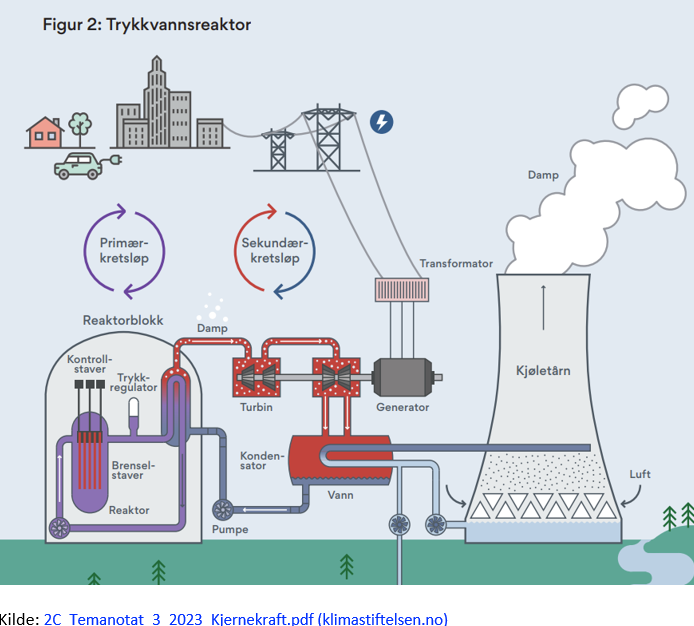 Figur 2: Trykkvannsreaktor
Damp
Primær-
kretsløp
Sekundær-
kretsløp
Transformator
Reaktorblokk
Damp
Kontroll-
staver
Trykk-
regulator
Kjøletårn
Turbin
Generator
Konden-
sator
Brensel-
staver
Luft
Vann
Reaktor
Pumpe
Kilde: 2C_Temanotat_3_2023_Kjernekraft.pdf (klimastiftelsen.no)